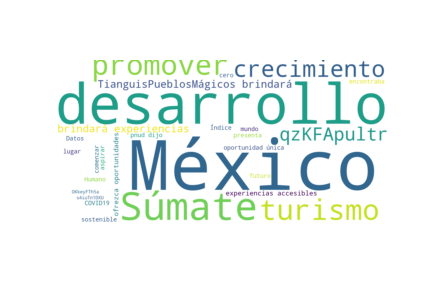 promover
cero
crecimiento
encontraba
TianguisPueblosMágicos brindará
desarrollo
brindará experiencias
Índice
mundo
qzKFApultr
Datos
pnud dijo
presenta
lugar
comenzar
aspirar
ofrezca oportunidades
oportunidad única
México
Humano
futuro
experiencias accesibles
COVID19
Súmate
turismo
sostenible